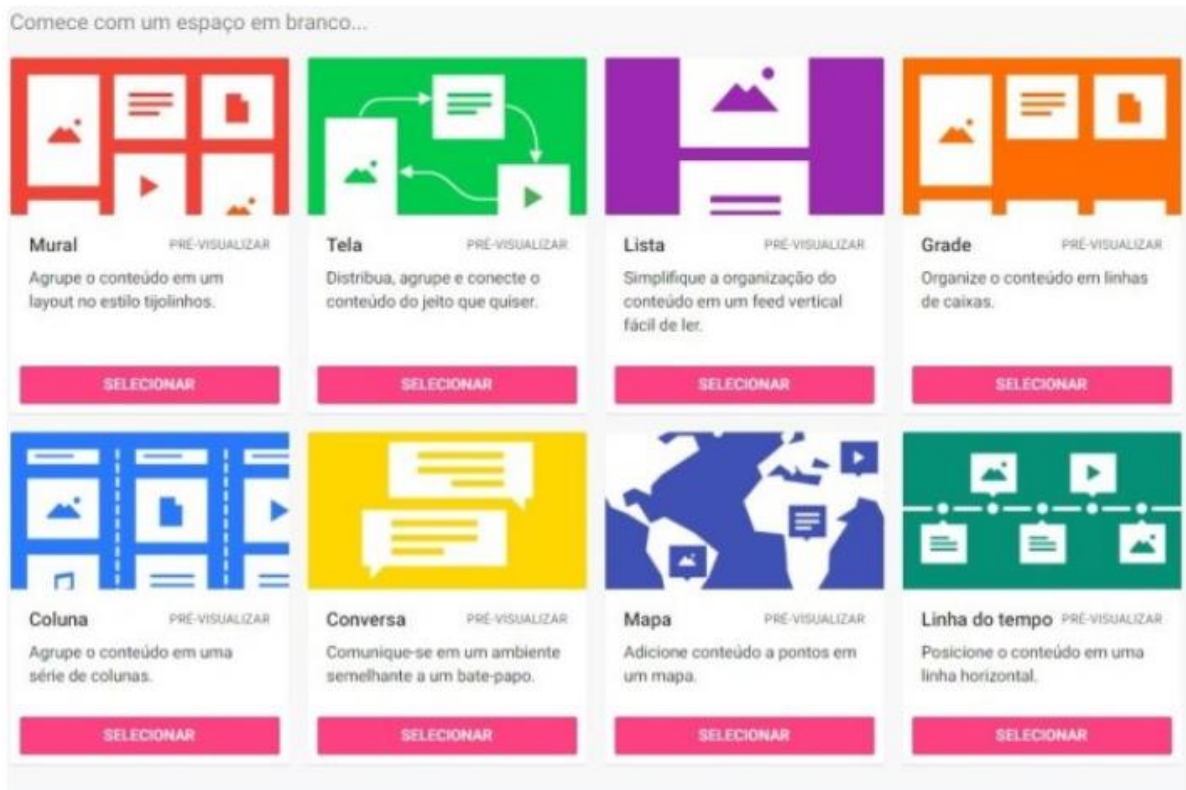 Comece com um espaço em branco...
Mural PRÉ-VISUALIZAR
Agrupe o conteúdo em um
layout no estilo tijolinhos.
SELECIONAR
Tela PRÉ-VISUALIZAR
Distribua, agrupe e conecte o
conteúdo do jeito que quiser.
SELECIONAR
Lista PRÉ-VISUALIZAR
Simplifique a organização do
conteúdo em um feed vertical
fácil de ler.
SELECIONAR
Grade PRÉ-VISUALIZAR
Organize o conteúdo em linhas
de caixas.
SELECIONAR
Coluna PRÉ-VISUALIZAR
Agrupe o conteúdo em uma
série de colunas.
SELECIONAR
Conversa PRÉ-VISUALIZAR
Comunique-se em um ambiente
semelhante a um bate-papo.
SELECIONAR
Mapa PRÉ-VISUALIZAR
Adicione conteúdo a pontos em
um mapa.
SELECIONAR
Linha do tempo PRÉ-VISUALIZAR
Posicione o conteúdo em uma
linha horizontal.
SELECIONAR